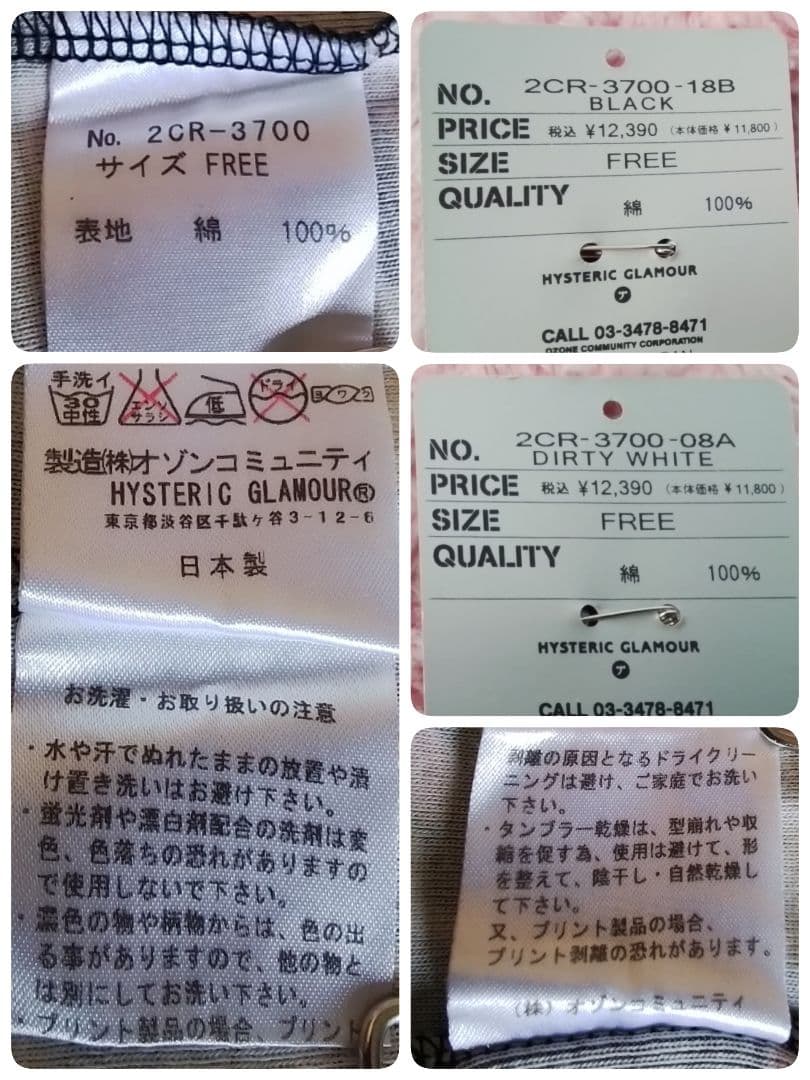 No. 2CR-3700
サイズ FREE
表地 綿 100%
NO. 2CR-3700-18B
BLACK
PRICE 税込 ¥12,390 (本体価格 ¥11,800)
SIZE FREE
QUALITY
綿 100%
HYSTERIC GLAMOUR
CALL 03-3478-8471
OZONE COMMUNITY CORPORATION
手洗イ
30
中性
エンソ
サラシ
低
ドライ
ヨワク
製造(株)オゾンコミュニティ
HYSTERIC GLAMOUR®
東京都渋谷区千駄ヶ谷3-12-6
日本製
お洗濯・お取り扱いの注意
・水や汗でぬれたままの放置や漬
け置き洗いはお避け下さい。
・蛍光剤や漂白剤配合の洗剤は変
色、色落ちの恐れがありますの
で使用しないで下さい。
・濃色の物や柄物からは、色の出
る事がありますので、他の物と
は別にしてお洗い下さい。
・プリント製品の場合、プリント
NO. 2CR-3700-08A
DIRTY WHITE
PRICE 税込 ¥12,390 (本体価格 ¥11,800)
SIZE FREE
QUALITY
綿 100%
HYSTERIC GLAMOUR
CALL 03-3478-8471
剥離の原因となるドライクリー
ニングは避け、ご家庭でお洗い
下さい。
・タンブラー乾燥は、型崩れや収
縮を促す為、使用は避けて、形
を整えて、陰干し・自然乾燥し
て下さい。
又、プリント製品の場合、
プリント剥離の恐れがあります。
(株)オゾンコミュニティ